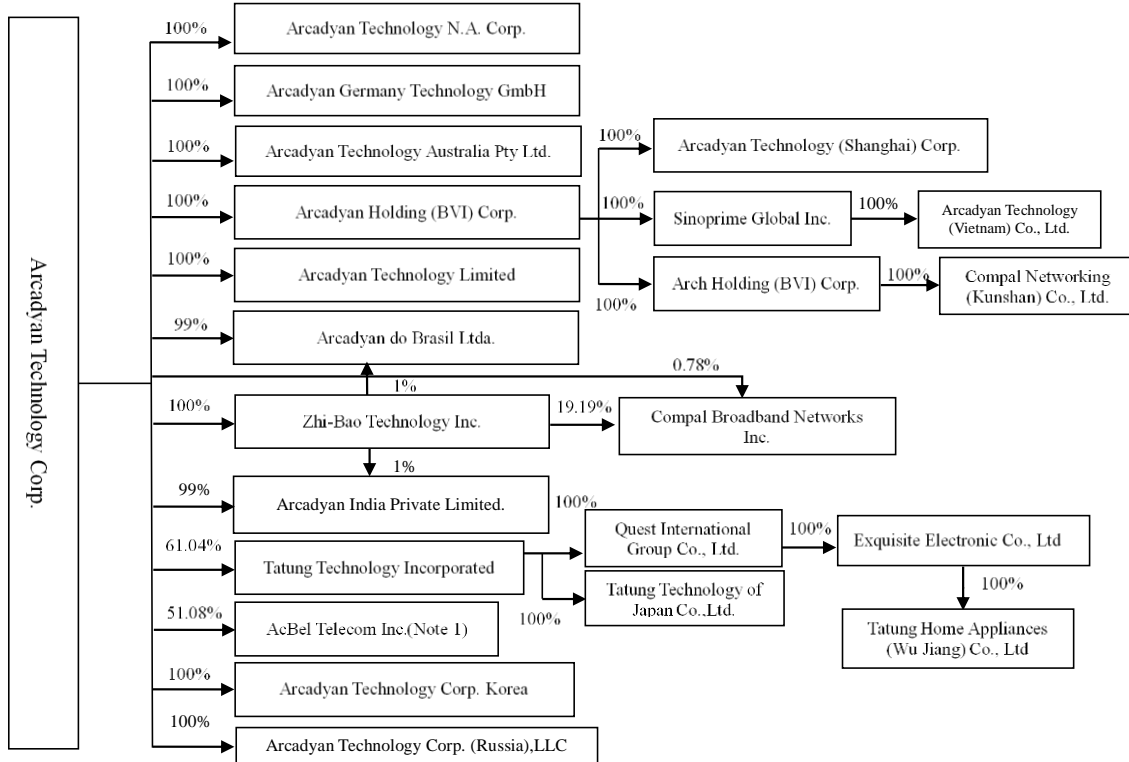 Arcadyan Technology Corp.
100%
Arcadyan Technology N.A. Corp.
100%
Arcadyan Germany Technology GmbH
100%
Arcadyan Technology Australia Pty Ltd.
100%
Arcadyan Holding (BVI) Corp.
100%
Arcadyan Technology (Shanghai) Corp.
100%
Sinoprime Global Inc.
100%
Arcadyan Technology
(Vietnam) Co., Ltd.
100%
Arch Holding (BVI) Corp.
100%
Compal Networking
(Kunshan) Co., Ltd.
100%
Arcadyan Technology Limited
99%
Arcadyan do Brasil Ltda.
0.78%
1%
100%
Zhi-Bao Technology Inc.
19.19%
Compal Broadband Networks
Inc.
1%
99%
Arcadyan India Private Limited.
61.04%
Tatung Technology Incorporated
100%
Quest International
Group Co., Ltd.
100%
Exquisite Electronic Co., Ltd
100%
Tatung Home Appliances
(Wu Jiang) Co., Ltd
100%
Tatung Technology of
Japan Co.,Ltd.
51.08%
AcBel Telecom Inc.(Note 1)
100%
Arcadyan Technology Corp. Korea
100%
Arcadyan Technology Corp. (Russia),LLC